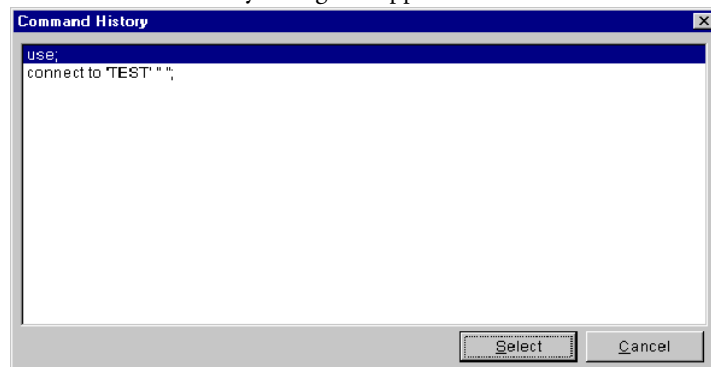 Command History
use;
connect to 'TEST' " ";
Select
Cancel